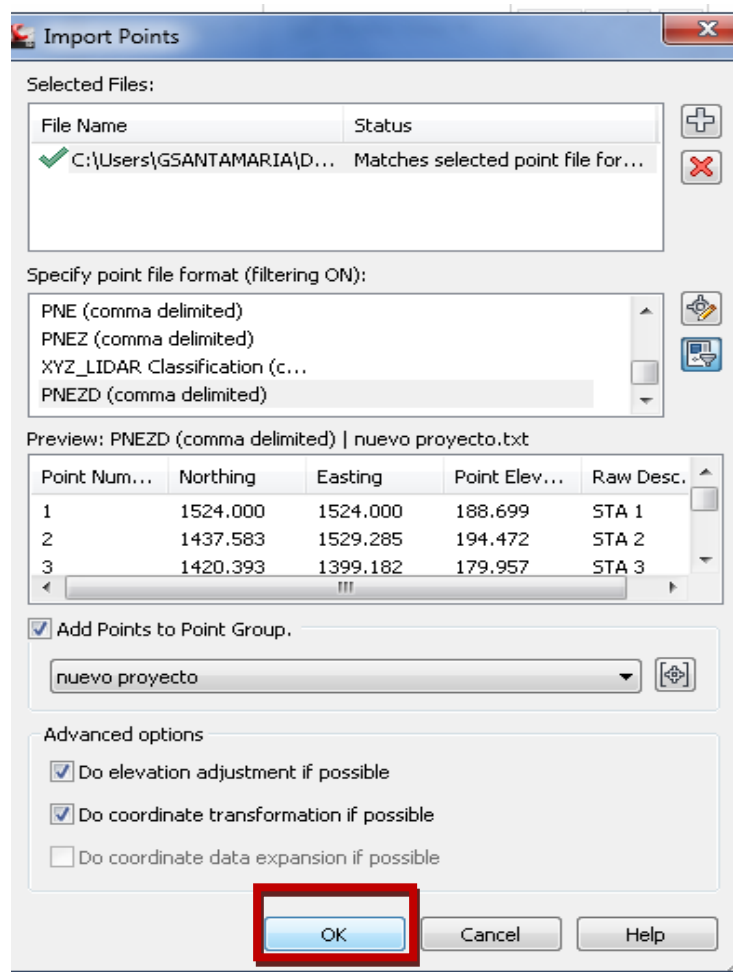 Import Points
Selected Files:
File Name Status
C:\Users\GSANTAMARIA\D... Matches selected point file for...
Specify point file format (filtering ON):
PNE (comma delimited)
PNEZ (comma delimited)
XYZ_LIDAR Classification (c...
PNEZD (comma delimited)
Preview: PNEZD (comma delimited) | nuevo proyecto.txt
Point Num... Northing Easting Point Elev... Raw Desc.
1 1524.000 1524.000 188.699 STA 1
2 1437.583 1529.285 194.472 STA 2
3 1420.393 1399.182 179.957 STA 3
Add Points to Point Group.
nuevo proyecto
Advanced options
Do elevation adjustment if possible
Do coordinate transformation if possible
Do coordinate data expansion if possible
OK Cancel Help